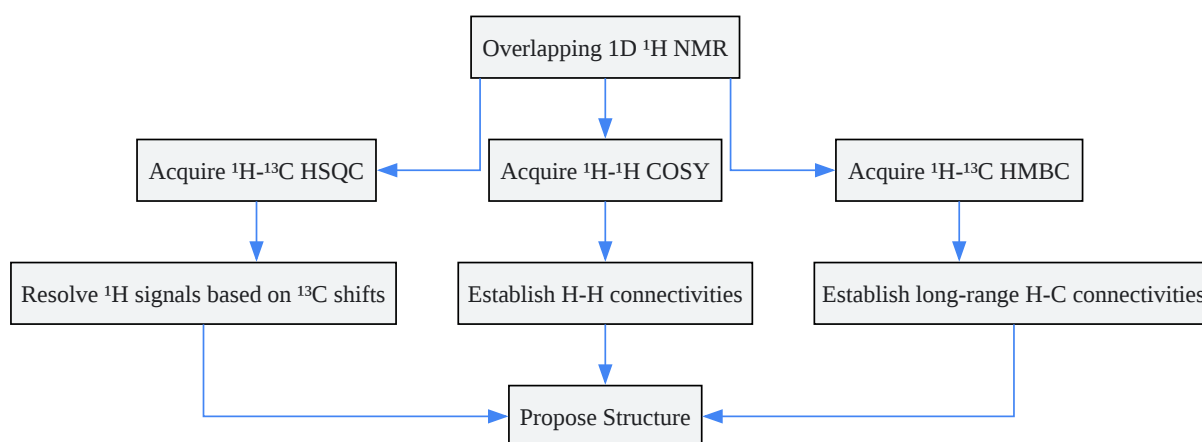 Overlapping 1D ¹H NMR
Acquire ¹H-¹³C HSQC
Acquire ¹H-¹H COSY
Acquire ¹H-¹³C HMBC
Resolve ¹H signals based on ¹³C shifts
Establish H-H connectivities
Establish long-range H-C connectivities
Propose Structure